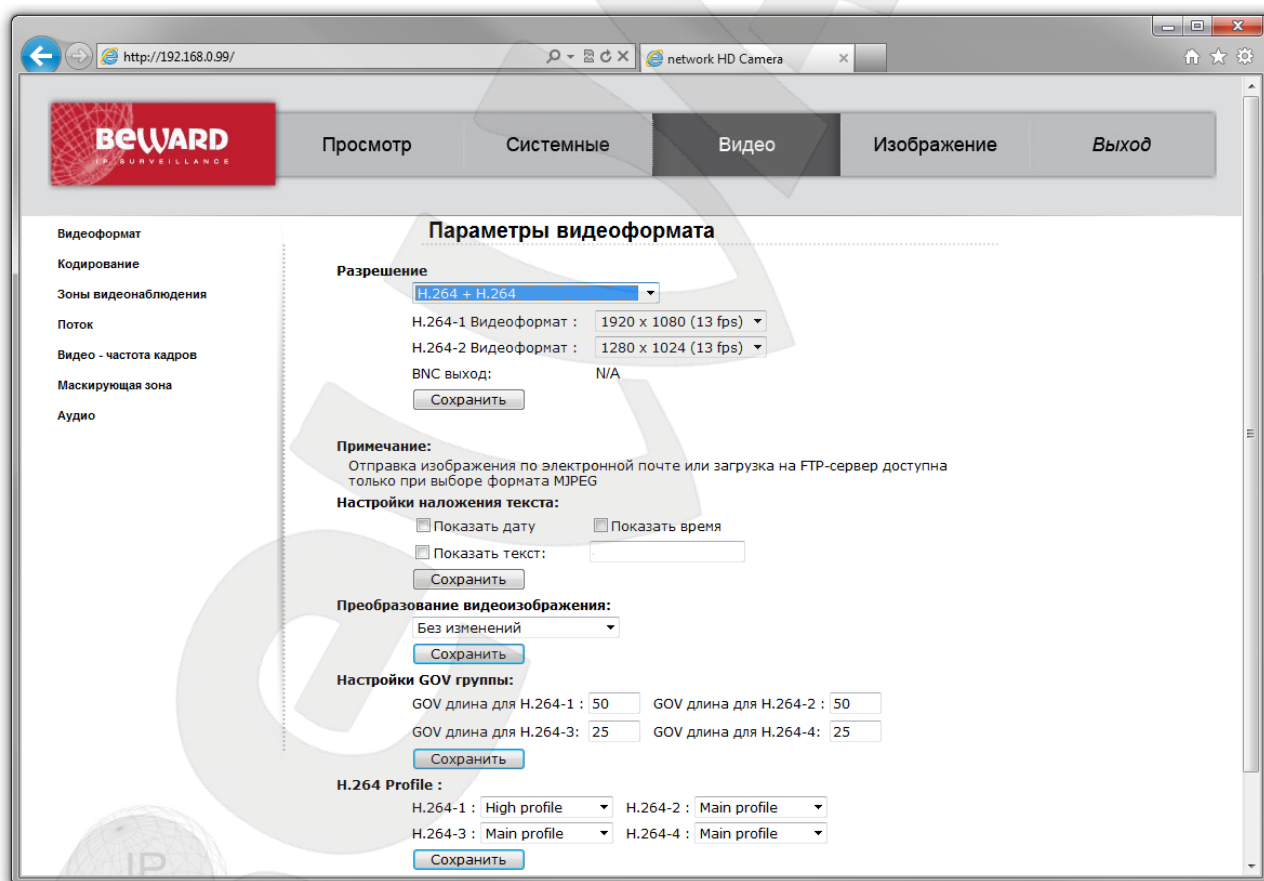 http://192.168.0.99/
network HD Camera
BEWARD
IP SURVEILLANCE
Просмотр
Системные
Видео
Изображение
Выход
Видеоформат
Кодирование
Зоны видеонаблюдения
Поток
Видео - частота кадров
Маскирующая зона
Аудио
Параметры видеоформата
Разрешение
H.264 + H.264
H.264-1 Видеоформат : 1920 x 1080 (13 fps)
H.264-2 Видеоформат : 1280 x 1024 (13 fps)
BNC выход: N/A
Сохранить
Примечание:
Отправка изображения по электронной почте или загрузка на FTP-сервер доступна
только при выборе формата MJPEG
Настройки наложения текста:
Показать дату Показать время
Показать текст:
Сохранить
Преобразование видеоизображения:
Без изменений
Сохранить
Настройки GOV группы:
GOV длина для H.264-1 : 50 GOV длина для H.264-2 : 50
GOV длина для H.264-3: 25 GOV длина для H.264-4: 25
Сохранить
H.264 Profile :
H.264-1 : High profile H.264-2 : Main profile
H.264-3 : Main profile H.264-4 : Main profile
Сохранить
IP